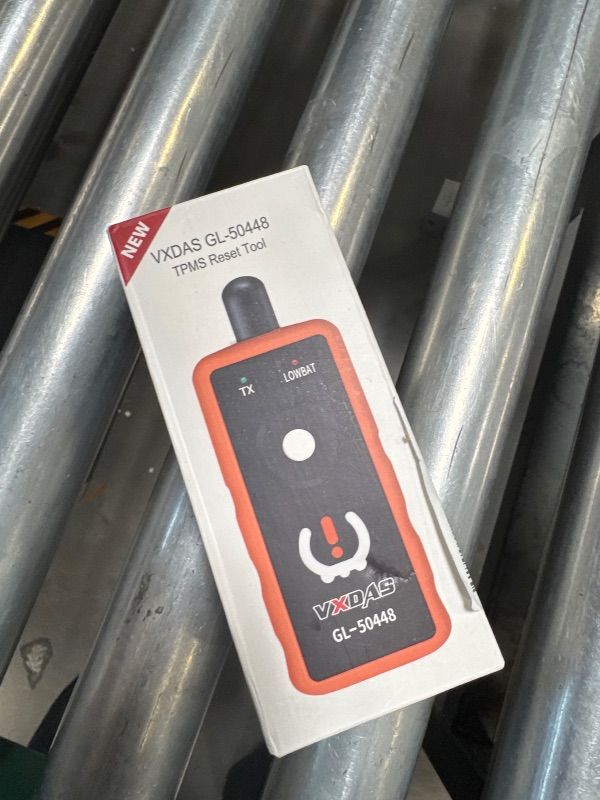 NEW
VXDAS GL-50448
TPMS Reset Tool
TX
LOWBAT
VXDAS
GL-50448